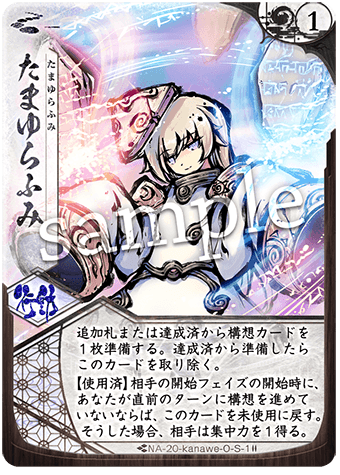 1
たまゆらふみ
たまゆらふみ
sample
行動
追加札または達成済から構想カードを
1枚準備する。達成済から準備したら
このカードを取り除く。
【使用済】相手の開始フェイズの開始時に、
あなたが直前のターンに構想を進めて
いないならば、このカードを未使用に戻す。
そうした場合、相手は集中力を1得る。
NA-20-kanawe-O-S-1